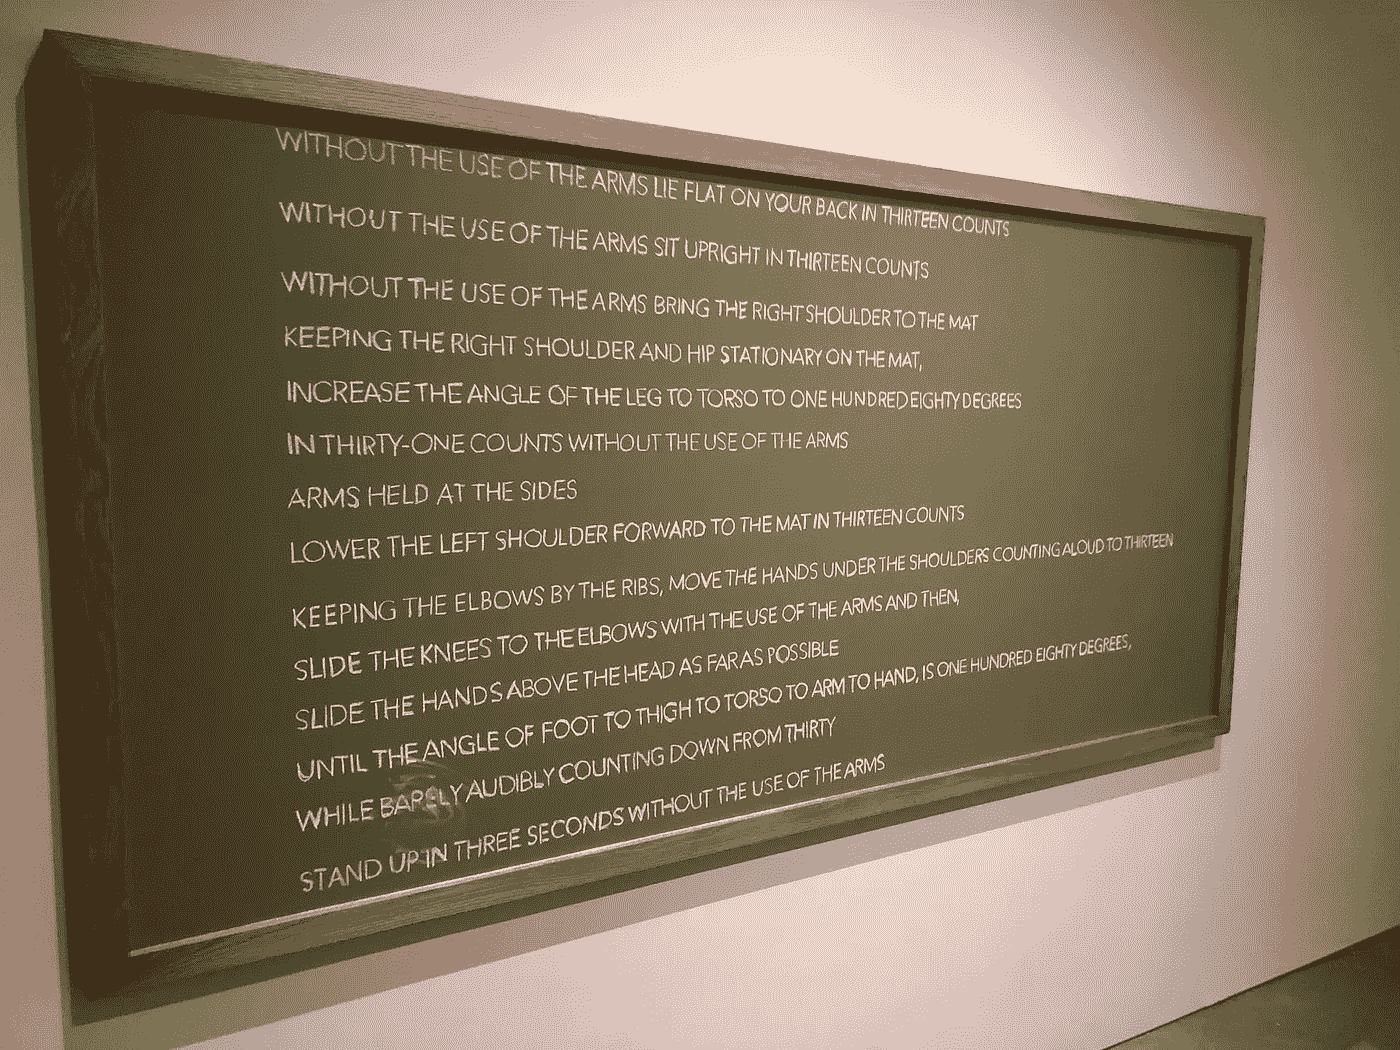 WITHOUT THE USE OF THE ARMS LIE FLAT ON YOUR BACK IN THIRTEEN COUNTS
WITHOUT THE USE OF THE ARMS SIT UPRIGHT IN THIRTEEN COUNTS
WITHOUT THE USE OF THE ARMS BRING THE RIGHT SHOULDER TO THE MAT
KEEPING THE RIGHT SHOULDER AND HIP STATIONARY ON THE MAT,
INCREASE THE ANGLE OF THE LEG TO TORSO TO ONE HUNDRED EIGHTY DEGREES
IN THIRTY-ONE COUNTS WITHOUT THE USE OF THE ARMS
ARMS HELD AT THE SIDES
LOWER THE LEFT SHOULDER FORWARD TO THE MAT IN THIRTEEN COUNTS
KEEPING THE ELBOWS BY THE RIBS, MOVE THE HANDS UNDER THE SHOULDERS COUNTING ALOUD TO THIRTEEN
SLIDE THE KNEES TO THE ELBOWS WITH THE USE OF THE ARMS AND THEN,
SLIDE THE HANDS ABOVE THE HEAD AS FAR AS POSSIBLE
UNTIL THE ANGLE OF FOOT TO THIGH TO TORSO TO ARM TO HAND, IS ONE HUNDRED EIGHTY DEGREES,
WHILE BARELY AUDIBLY COUNTING DOWN FROM THIRTY
STAND UP IN THREE SECONDS WITHOUT THE USE OF THE ARMS